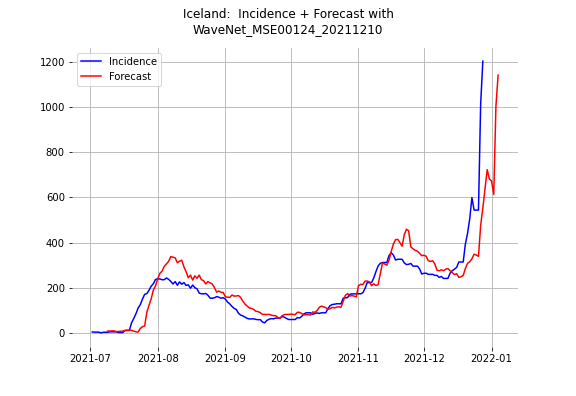 Iceland:  Incidence + Forecast with
WaveNet_MSE00124_20211210
Incidence
Forecast
1200
1000
800
600
400
200
0
2021-07 2021-08 2021-09 2021-10 2021-11 2021-12 2022-01